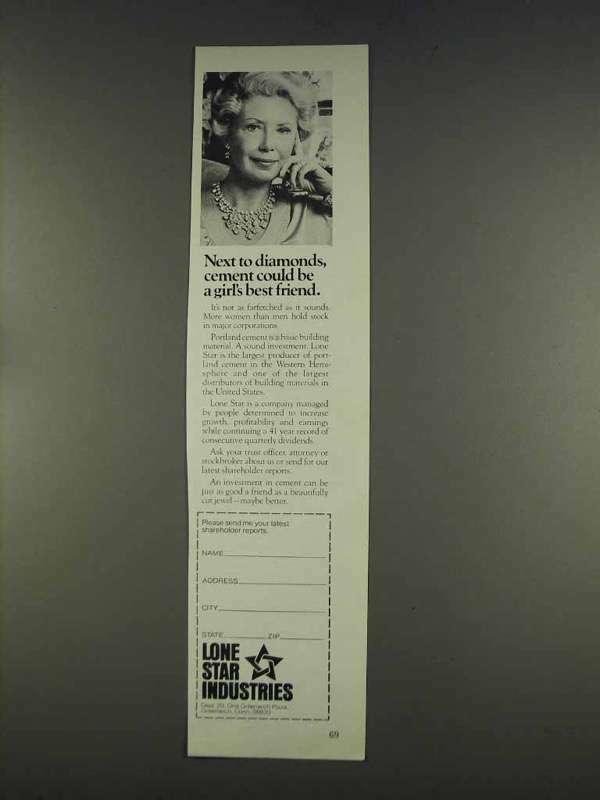 Next to diamonds,
cement could be
a girl's best friend.
It's not as farfetched as it sounds.
More women than men hold stock
in major corporations.
Portland cement is a basic building
material. A sound investment. Lone
Star is the largest producer of port-
land cement in the Western Hemi-
sphere and one of the largest
distributors of building materials in
the United States.
Lone Star is a company managed
by people determined to increase
growth, profitability and earnings
while continuing a 41 year record of
consecutive quarterly dividends.
Ask your trust officer, attorney or
stockbroker about us or send for our
latest shareholder reports.
An investment in cement can be
just as good a friend as a beautifully
cut jewel—maybe better.
Please send me your latest
shareholder reports.
NAME
ADDRESS
CITY
STATE ZIP
LONE
STAR
INDUSTRIES
One Greenwich Plaza,
Greenwich, Conn.
69